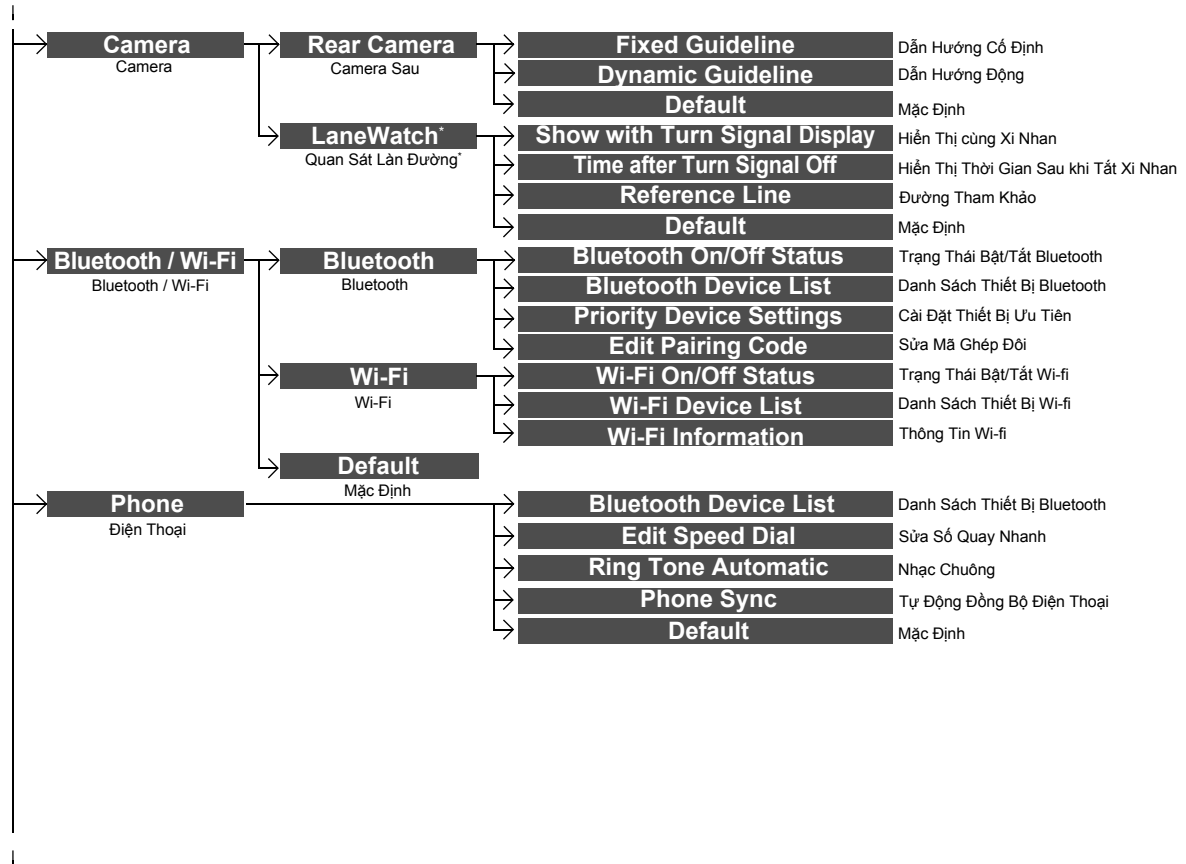 Camera
Camera
Rear Camera
Camera Sau
Fixed Guideline
Dẫn Hướng Cố Định
Dynamic Guideline
Dẫn Hướng Động
Default
Mặc Định
LaneWatch*
Quan Sát Làn Đường*
Show with Turn Signal Display
Hiển Thị cùng Xi Nhan
Time after Turn Signal Off
Hiển Thị Thời Gian Sau khi Tắt Xi Nhan
Reference Line
Đường Tham Khảo
Default
Mặc Định
Bluetooth / Wi-Fi
Bluetooth / Wi-Fi
Bluetooth
Bluetooth
Bluetooth On/Off Status
Trạng Thái Bật/Tắt Bluetooth
Bluetooth Device List
Danh Sách Thiết Bị Bluetooth
Priority Device Settings
Cài Đặt Thiết Bị Ưu Tiên
Edit Pairing Code
Sửa Mã Ghép Đôi
Wi-Fi
Wi-Fi
Wi-Fi On/Off Status
Trạng Thái Bật/Tắt Wi-fi
Wi-Fi Device List
Danh Sách Thiết Bị Wi-fi
Wi-Fi Information
Thông Tin Wi-fi
Default
Mặc Định
Phone
Điện Thoại
Bluetooth Device List
Danh Sách Thiết Bị Bluetooth
Edit Speed Dial
Sửa Số Quay Nhanh
Ring Tone Automatic
Nhạc Chuông
Phone Sync
Tự Động Đồng Bộ Điện Thoại
Default
Mặc Định